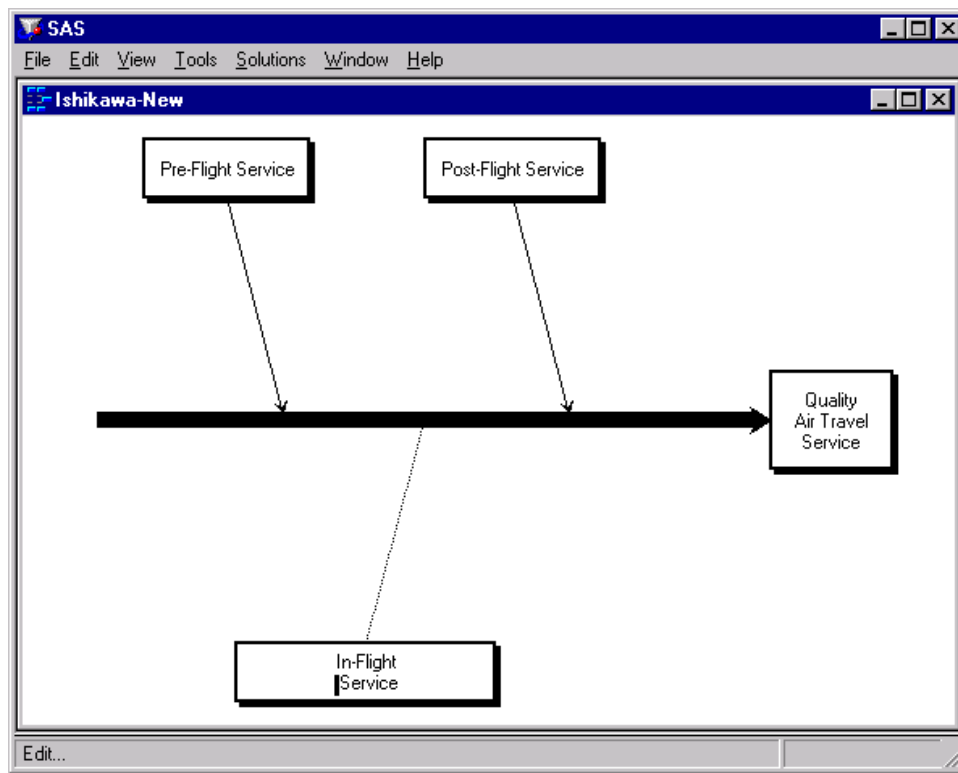 SAS
File Edit View Tools Solutions Window Help
Ishikawa-New
Pre-Flight Service
Post-Flight Service
Quality
Air Travel
Service
In-Flight
Service
Edit...